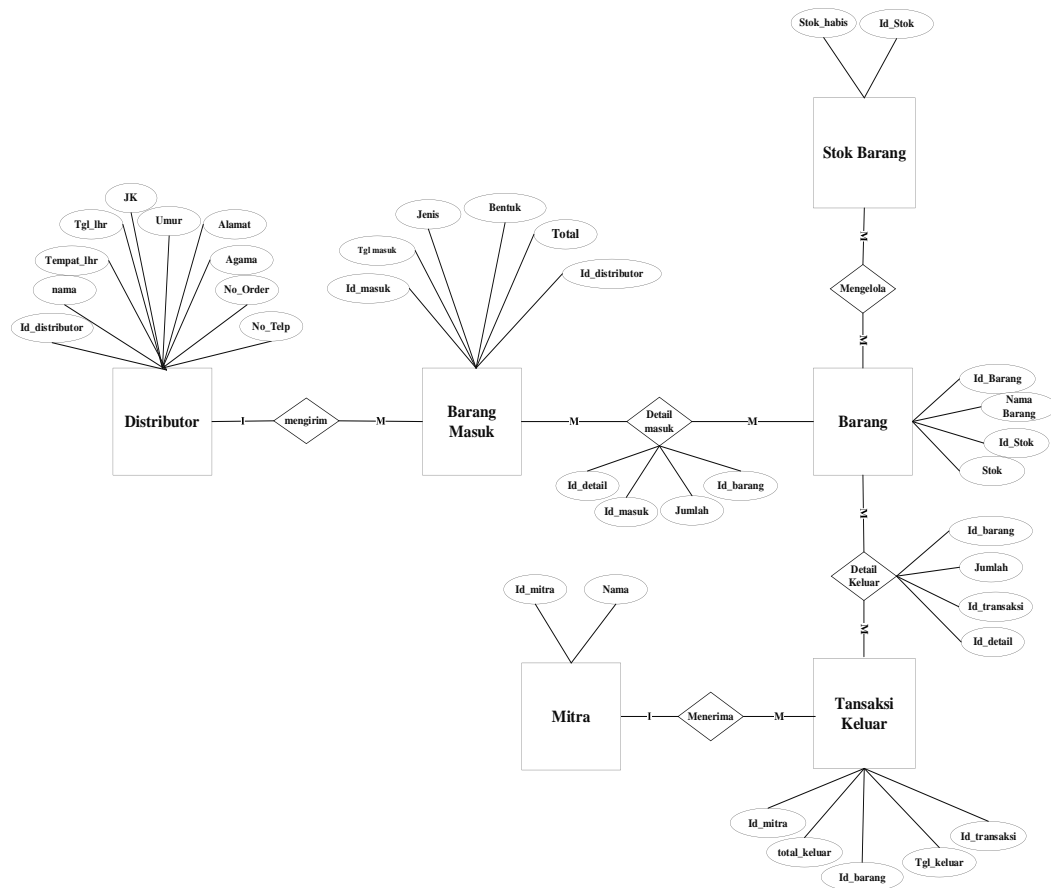 Stok_habis
Id_Stok
Stok Barang
M
Mengelola
M
JK
Tgl_lhr
Umur
Alamat
Tempat_lhr
Agama
nama
No_Order
Id_distributor
No_Telp
Jenis
Bentuk
Tgl masuk
Total
Id_masuk
Id_distributor
Distributor
I
mengirim
M
Barang
Masuk
M
Detail
masuk
M
Barang
Id_detail
Id_masuk
Jumlah
Id_barang
Id_Barang
Nama
Barang
Id_Stok
Stok
M
Detail
Keluar
M
Id_barang
Jumlah
Id_transaksi
Id_detail
Id_mitra
Nama
Mitra
I
Menerima
M
Tansaksi
Keluar
Id_mitra
total_keluar
Id_barang
Tgl_keluar
Id_transaksi